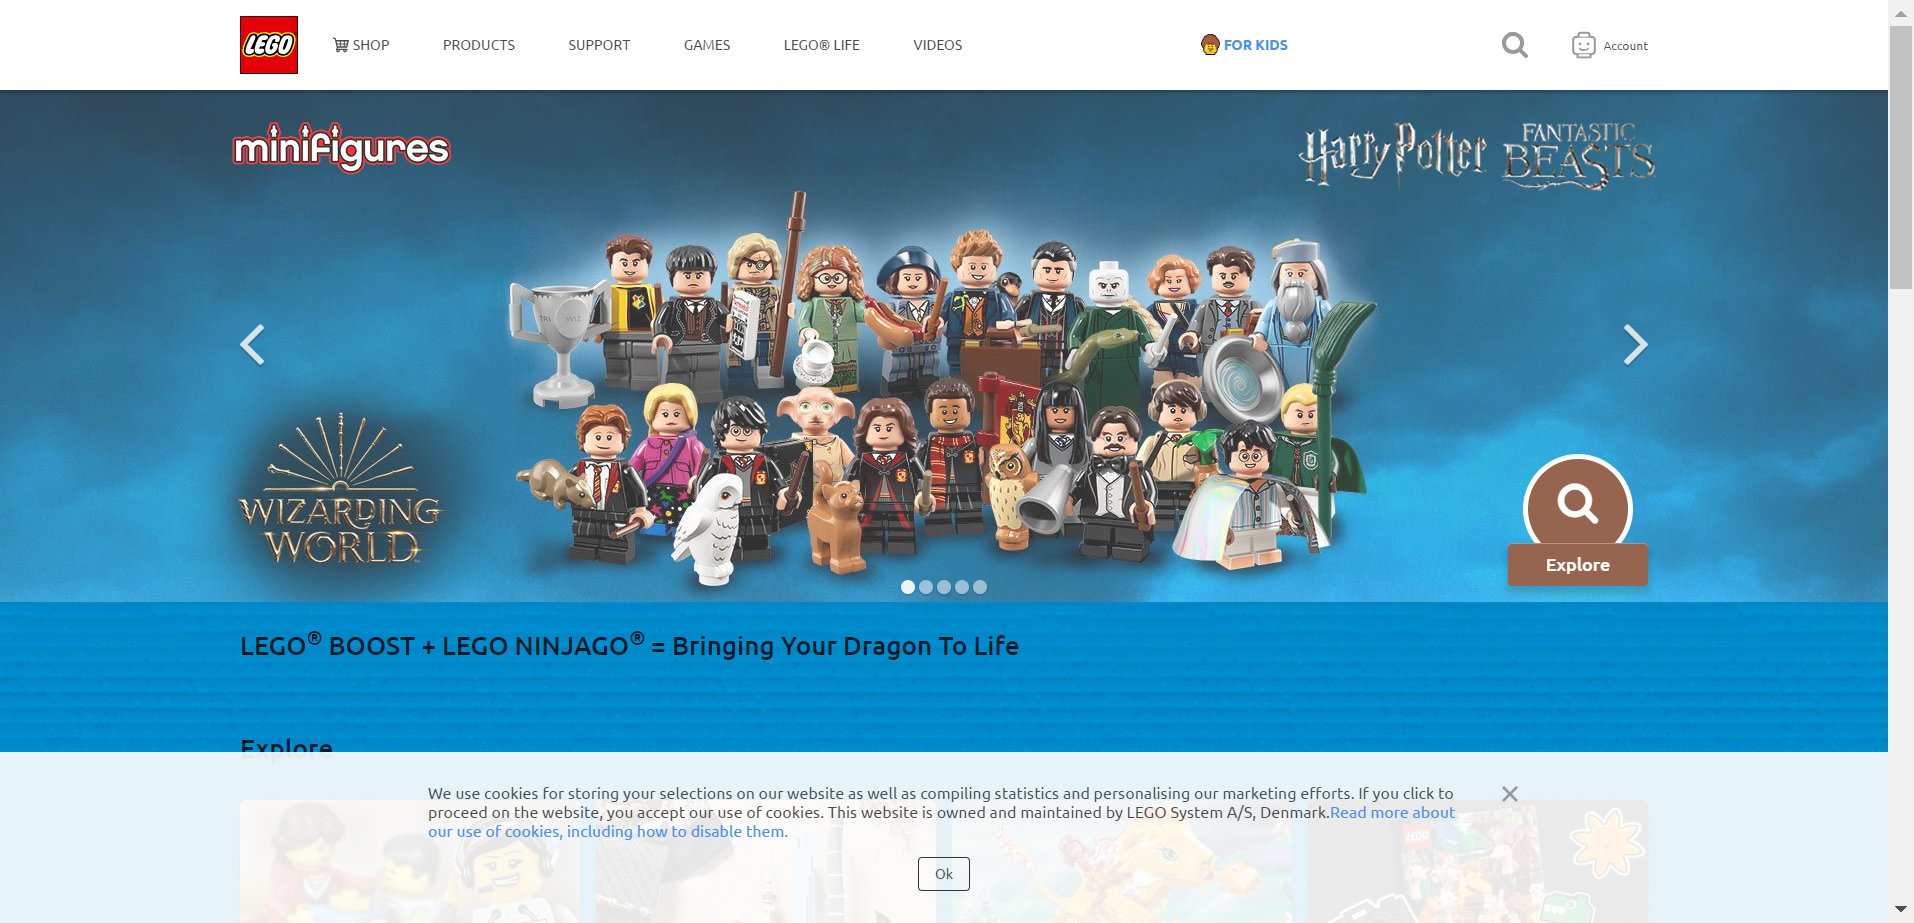 LEGO
SHOP
PRODUCTS
SUPPORT
GAMES
LEGO® LIFE
VIDEOS
FOR KIDS
Account
minifigures
Harry Potter
FANTASTIC
BEASTS
TRI WIZ
WIZARDING
WORLD
Explore
LEGO® BOOST + LEGO NINJAGO® = Bringing Your Dragon To Life
Explore
We use cookies for storing your selections on our website as well as compiling statistics and personalising our marketing efforts. If you click to
proceed on the website, you accept our use of cookies. This website is owned and maintained by LEGO System A/S, Denmark.Read more about
our use of cookies, including how to disable them.
Ok
LEGO